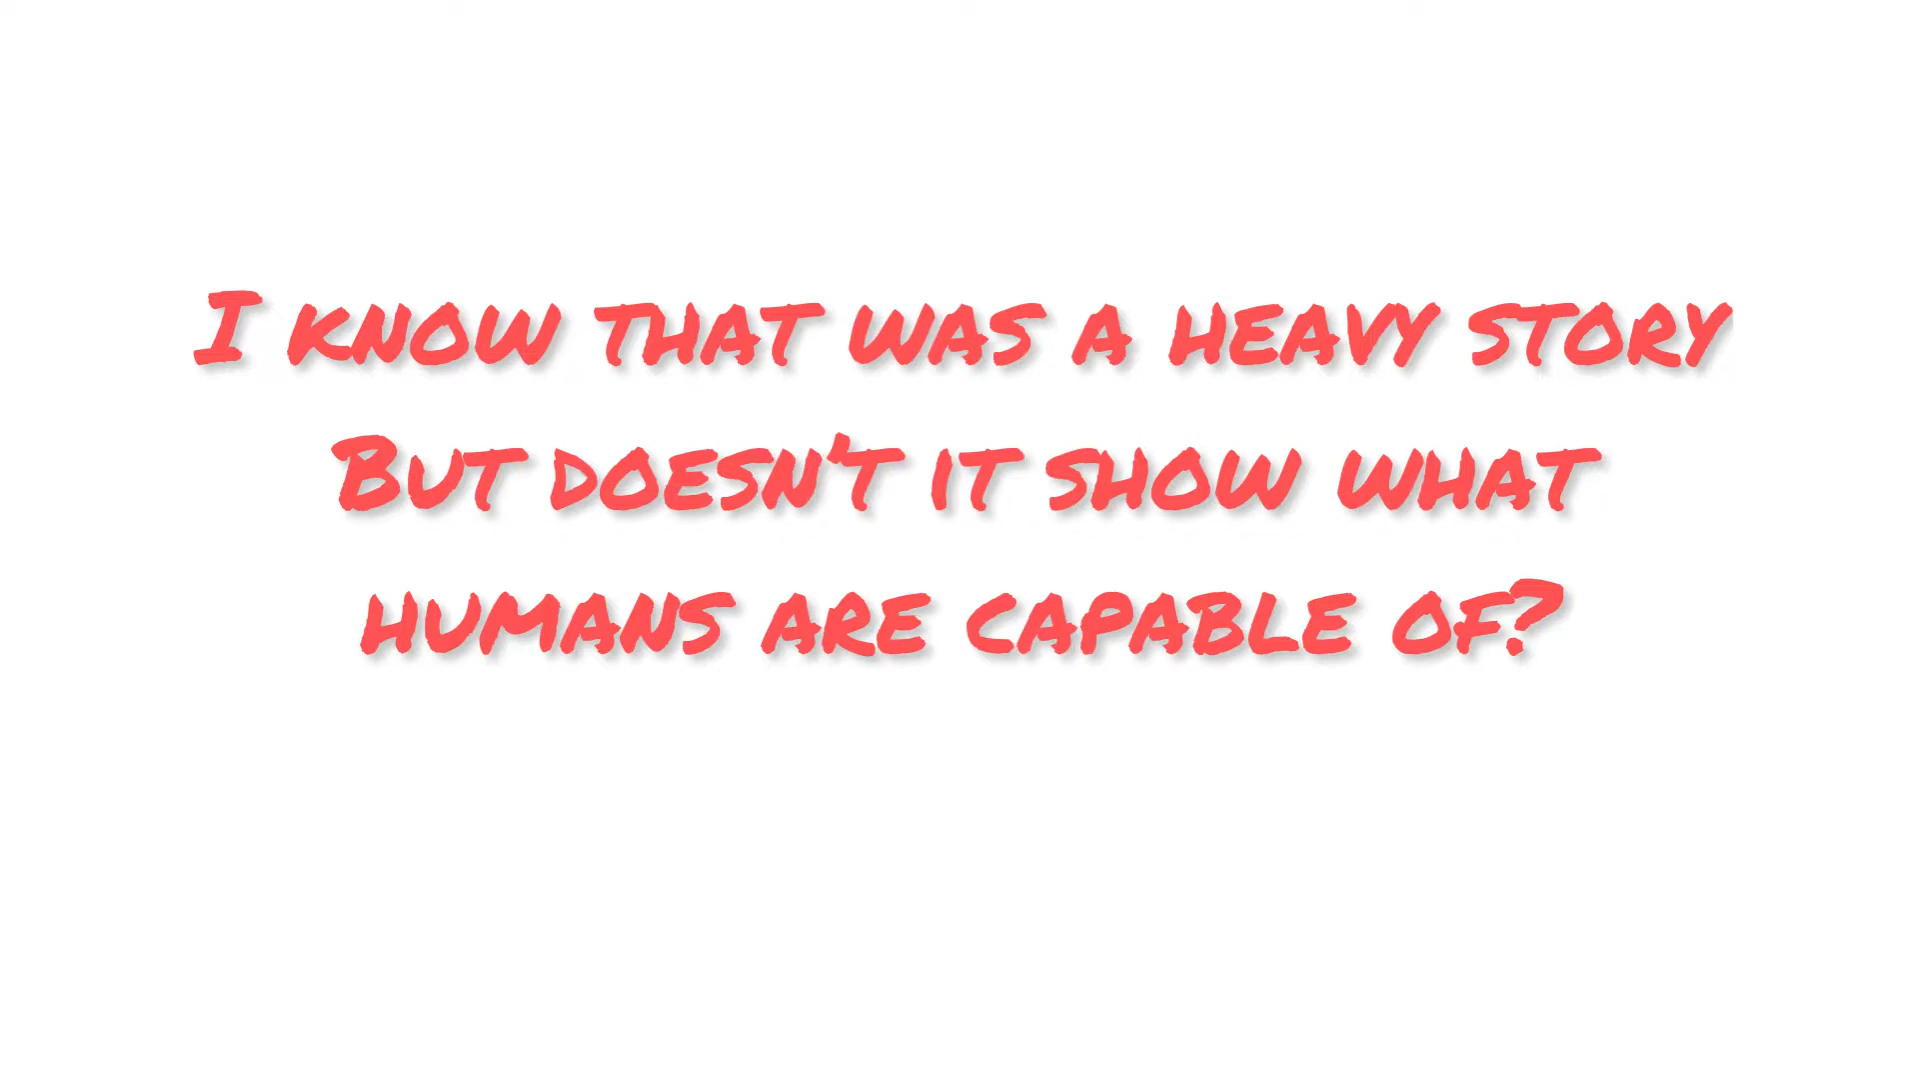 I know that was a heavy story
But doesn't it show what
humans are capable of?